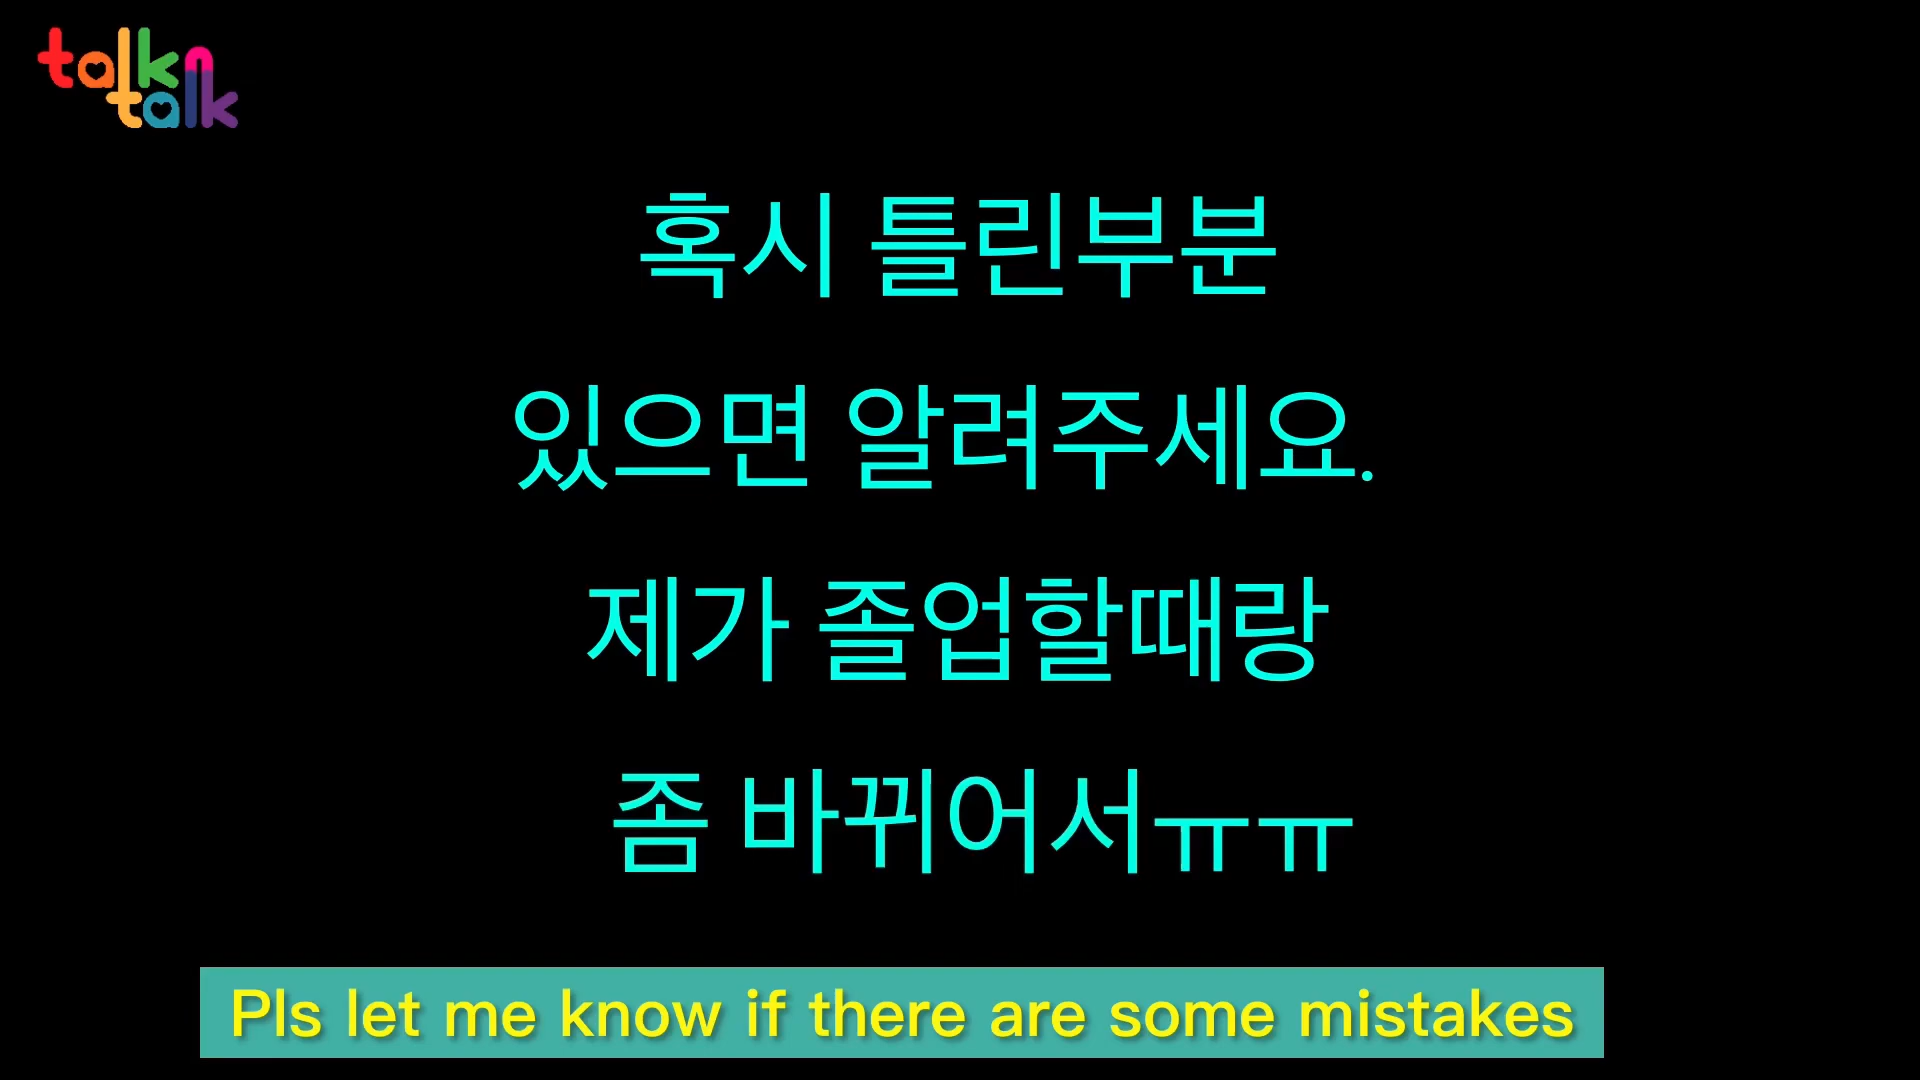 talk
talk
혹시 틀린부분
있으면 알려주세요.
제가 졸업할때랑
좀 바뀌어서ㅠㅠ
Pls let me know if there are some mistakes